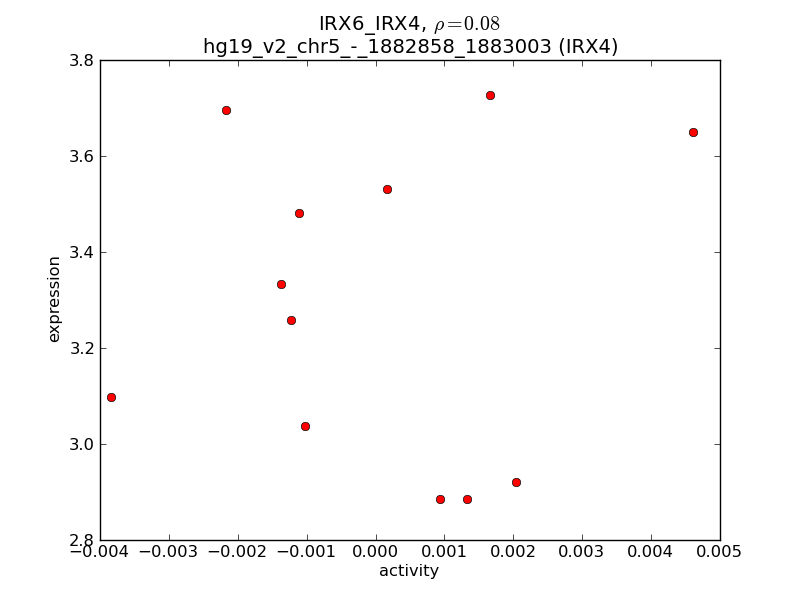 IRX6_IRX4, ρ=0.08
hg19_v2_chr5_-_1882858_1883003 (IRX4)
3.8
3.6
3.4
3.2
3.0
2.8
expression
−0.004 −0.003 −0.002 −0.001 0.000 0.001 0.002 0.003 0.004 0.005
activity